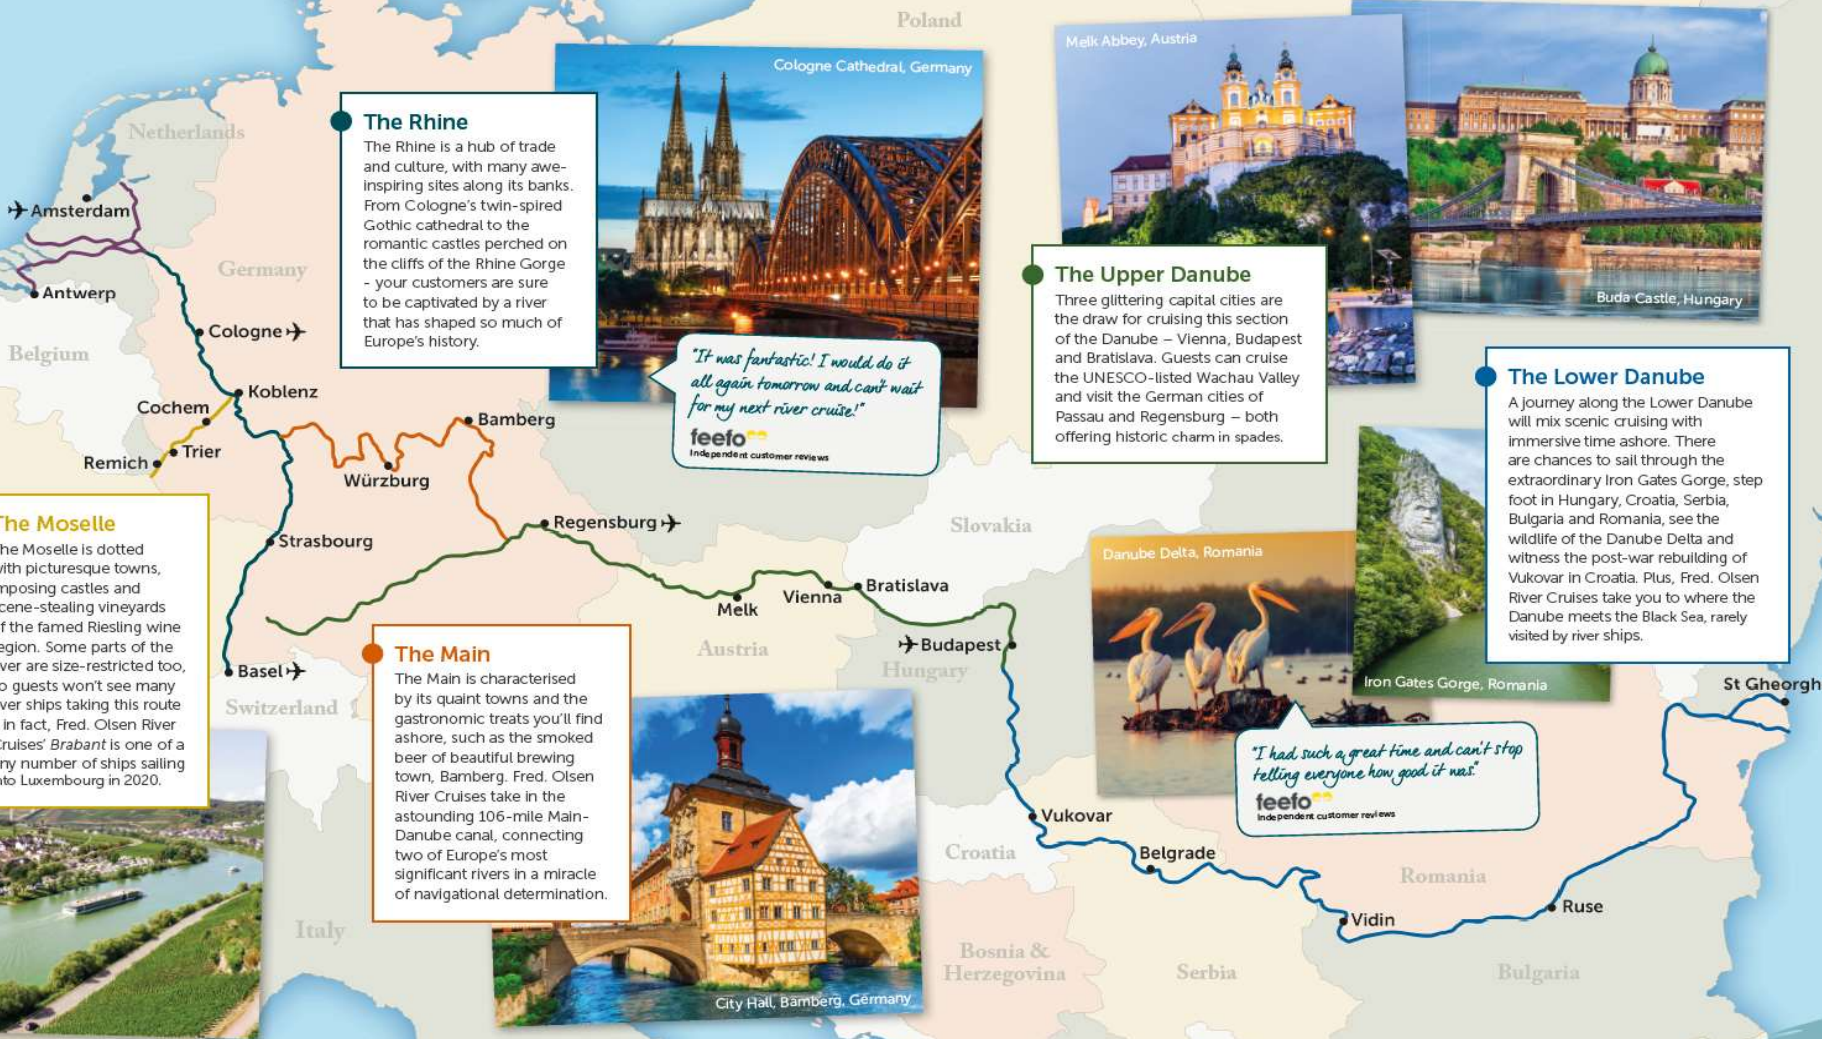 Poland
Netherlands
Amsterdam
Germany
Antwerp
Belgium
Cologne
Koblenz
Cochem
Trier
Remich
Bamberg
Würzburg
Regensburg
Strasbourg
Basel
Switzerland
Italy
Melk
Vienna
Bratislava
Austria
Slovakia
Budapest
Hungary
Vukovar
Croatia
Bosnia &
Herzegovina
Belgrade
Serbia
Vidin
Romania
Ruse
Bulgaria
St Gheorgh
The Rhine
The Rhine is a hub of trade
and culture, with many awe-
inspiring sites along its banks.
From Cologne's twin-spired
Gothic cathedral to the
romantic castles perched on
the cliffs of the Rhine Gorge
- your customers are sure
to be captivated by a river
that has shaped so much of
Europe's history.
Cologne Cathedral, Germany
"It was fantastic! I would do it
all again tomorrow and can't wait
for my next river cruise!"
feefo
Independent customer reviews
Melk Abbey, Austria
Buda Castle, Hungary
The Upper Danube
Three glittering capital cities are
the draw for cruising this section
of the Danube – Vienna, Budapest
and Bratislava. Guests can cruise
the UNESCO-listed Wachau Valley
and visit the German cities of
Passau and Regensburg – both
offering historic charm in spades.
The Lower Danube
A journey along the Lower Danube
will mix scenic cruising with
immersive time ashore. There
are chances to sail through the
extraordinary Iron Gates Gorge, step
foot in Hungary, Croatia, Serbia,
Bulgaria and Romania, see the
wildlife of the Danube Delta and
witness the post-war rebuilding of
Vukovar in Croatia. Plus, Fred. Olsen
River Cruises take you to where the
Danube meets the Black Sea, rarely
visited by river ships.
Danube Delta, Romania
Iron Gates Gorge, Romania
"I had such a great time and can't stop
telling everyone how good it was."
feefo
Independent customer reviews
The Moselle
he Moselle is dotted
with picturesque towns,
mposing castles and
cene-stealing vineyards
f the famed Riesling wine
egion. Some parts of the
ver are size-restricted too,
o guests won't see many
ver ships taking this route
in fact, Fred. Olsen River
Cruises' Brabant is one of a
ny number of ships sailing
nto Luxembourg in 2020.
The Main
The Main is characterised
by its quaint towns and the
gastronomic treats you'll find
ashore, such as the smoked
beer of beautiful brewing
town, Bamberg. Fred. Olsen
River Cruises take in the
astounding 106-mile Main-
Danube canal, connecting
two of Europe's most
significant rivers in a miracle
of navigational determination.
City Hall, Bamberg, Germany